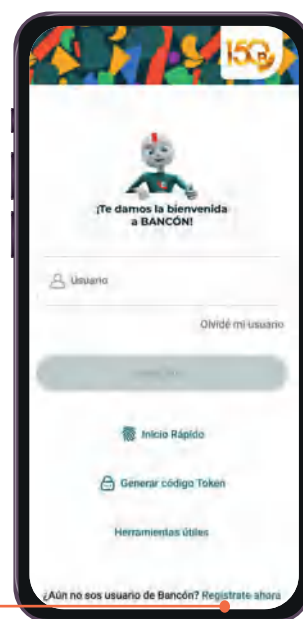 150
¡Te damos la bienvenida
a BANCÓN!
Usuario
Olvidé mi usuario
Inicio Rápido
Generar código Token
Herramientas útiles
¿Aún no sos usuario de Bancón? Registrate ahora